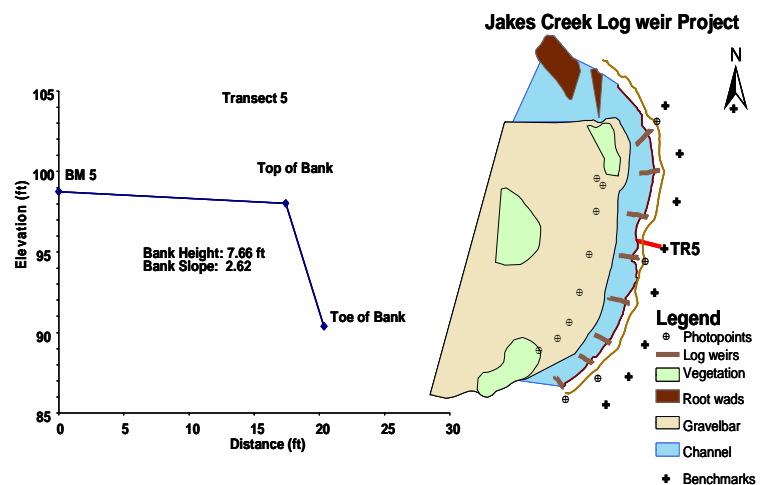 Jakes Creek Log weir Project
N
105
Transect 5
100
BM 5
Top of Bank
Elevation (ft)
95
Bank Height: 7.66 ft
Bank Slope: 2.62
TR5
Toe of Bank
90
85
0
5
10
15
20
25
30
Distance (ft)
Legend
Photopoints
Log weirs
Vegetation
Root wads
Gravelbar
Channel
Benchmarks